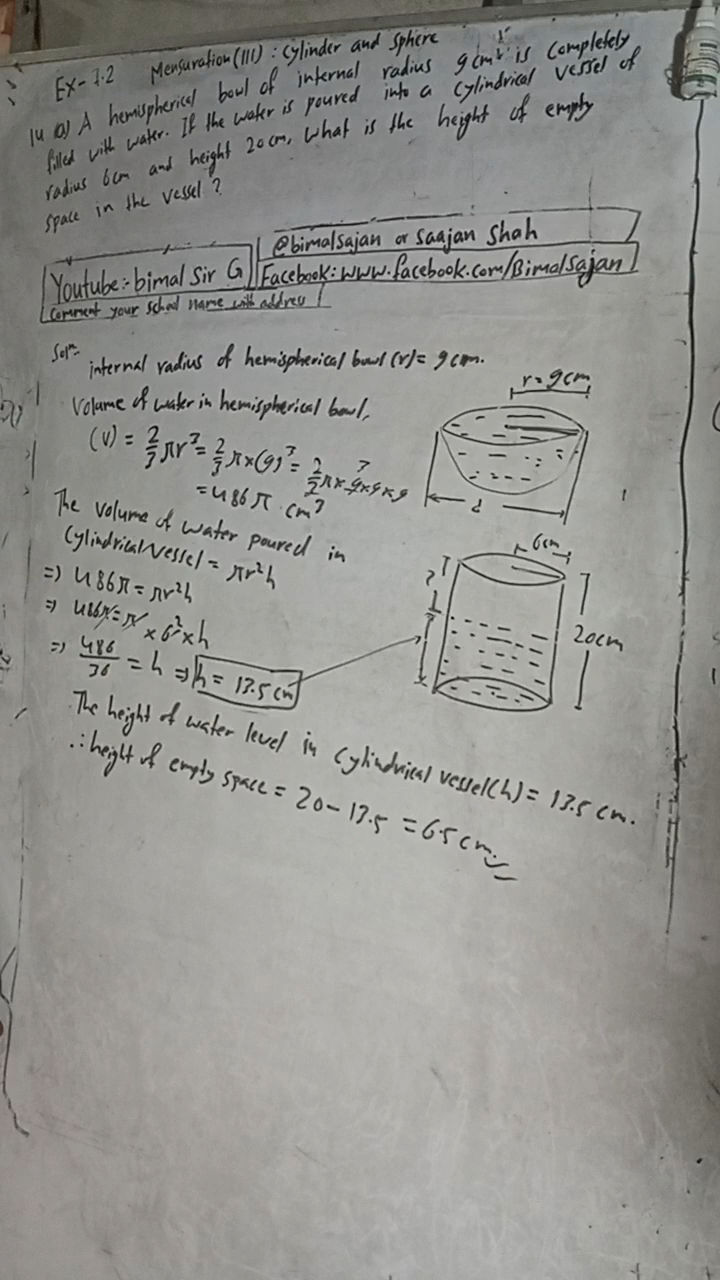 Ex-7.2 Mensuration(III): Cylinder and Sphere
14 a) A hemispherical bowl of internal radius 9cm is completely
filled with water. If the water is poured into a cylindrical vessel of
radius 6cm and height 20cm, what is the height of empty
space in the vessel?
@bimalsajan or Saajan Shah
Youtube:- bimal Sir G
Facebook: www.facebook.com/Bimalsajan
Comment your School name with address
Solⁿ.
internal radius of hemispherical bowl (r)= 9cm.
r=9cm
Volume of water in hemispherical bowl,
(V) = 2/3 πr³ = 2/3 π×(9)³ = 2/3 π× 9×9×9
3
= 486π cm³
d
The volume of water poured in
Cylindrical vessel = πr²h
6cm
=> 486π = πr²h
?
=> 486π = π × 6² × h
20cm
=> 486/36 = h => h = 13.5 cm
The height of water level in cylindrical vessel(h) = 13.5 cm.
∴ height of empty space = 20 - 13.5 = 6.5 cm